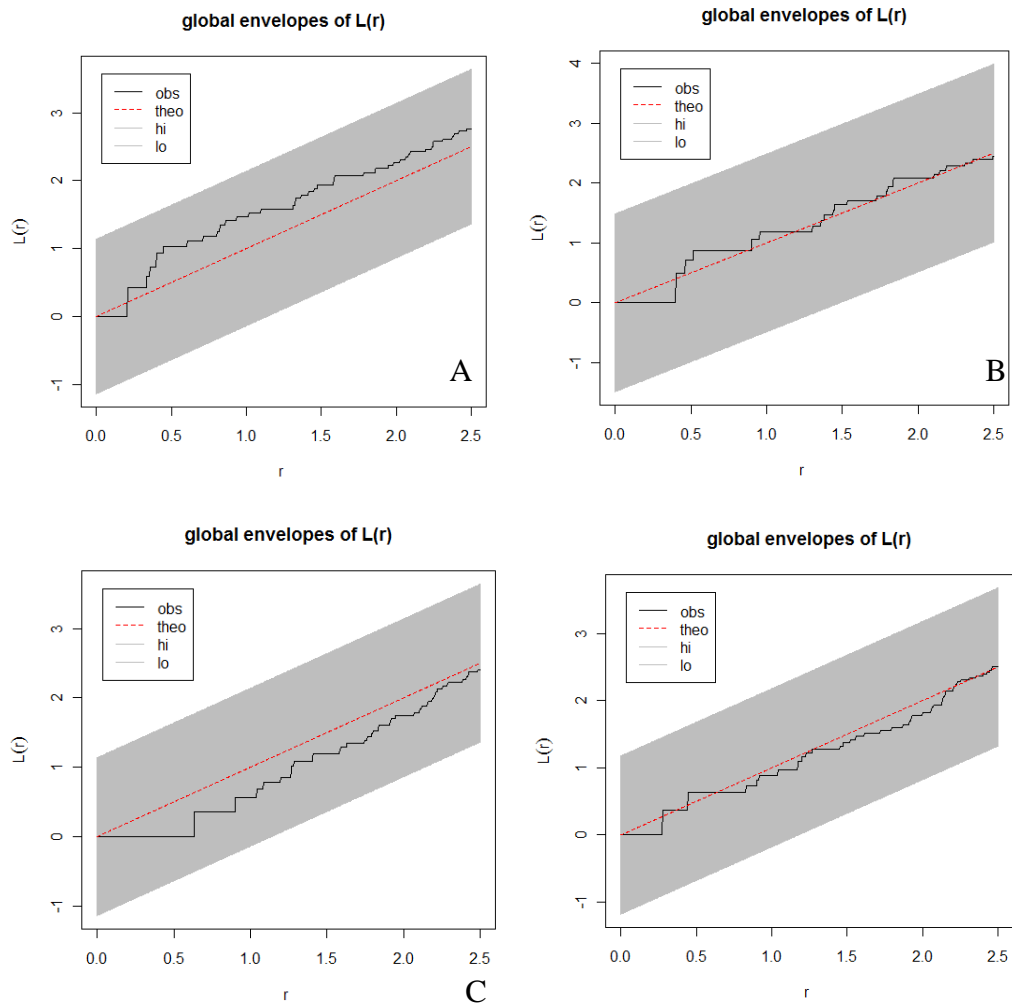 global envelopes of L(r)
obs
theo
hi
lo
L(r)
3
2
1
0
-1
A
0.0 0.5 1.0 1.5 2.0 2.5
r
global envelopes of L(r)
obs
theo
hi
lo
L(r)
4
3
2
1
0
-1
B
0.0 0.5 1.0 1.5 2.0 2.5
r
global envelopes of L(r)
obs
theo
hi
lo
L(r)
3
2
1
0
-1
0.0 0.5 1.0 1.5 2.0 2.5
r
C
global envelopes of L(r)
obs
theo
hi
lo
L(r)
3
2
1
0
-1
0.0 0.5 1.0 1.5 2.0 2.5
r